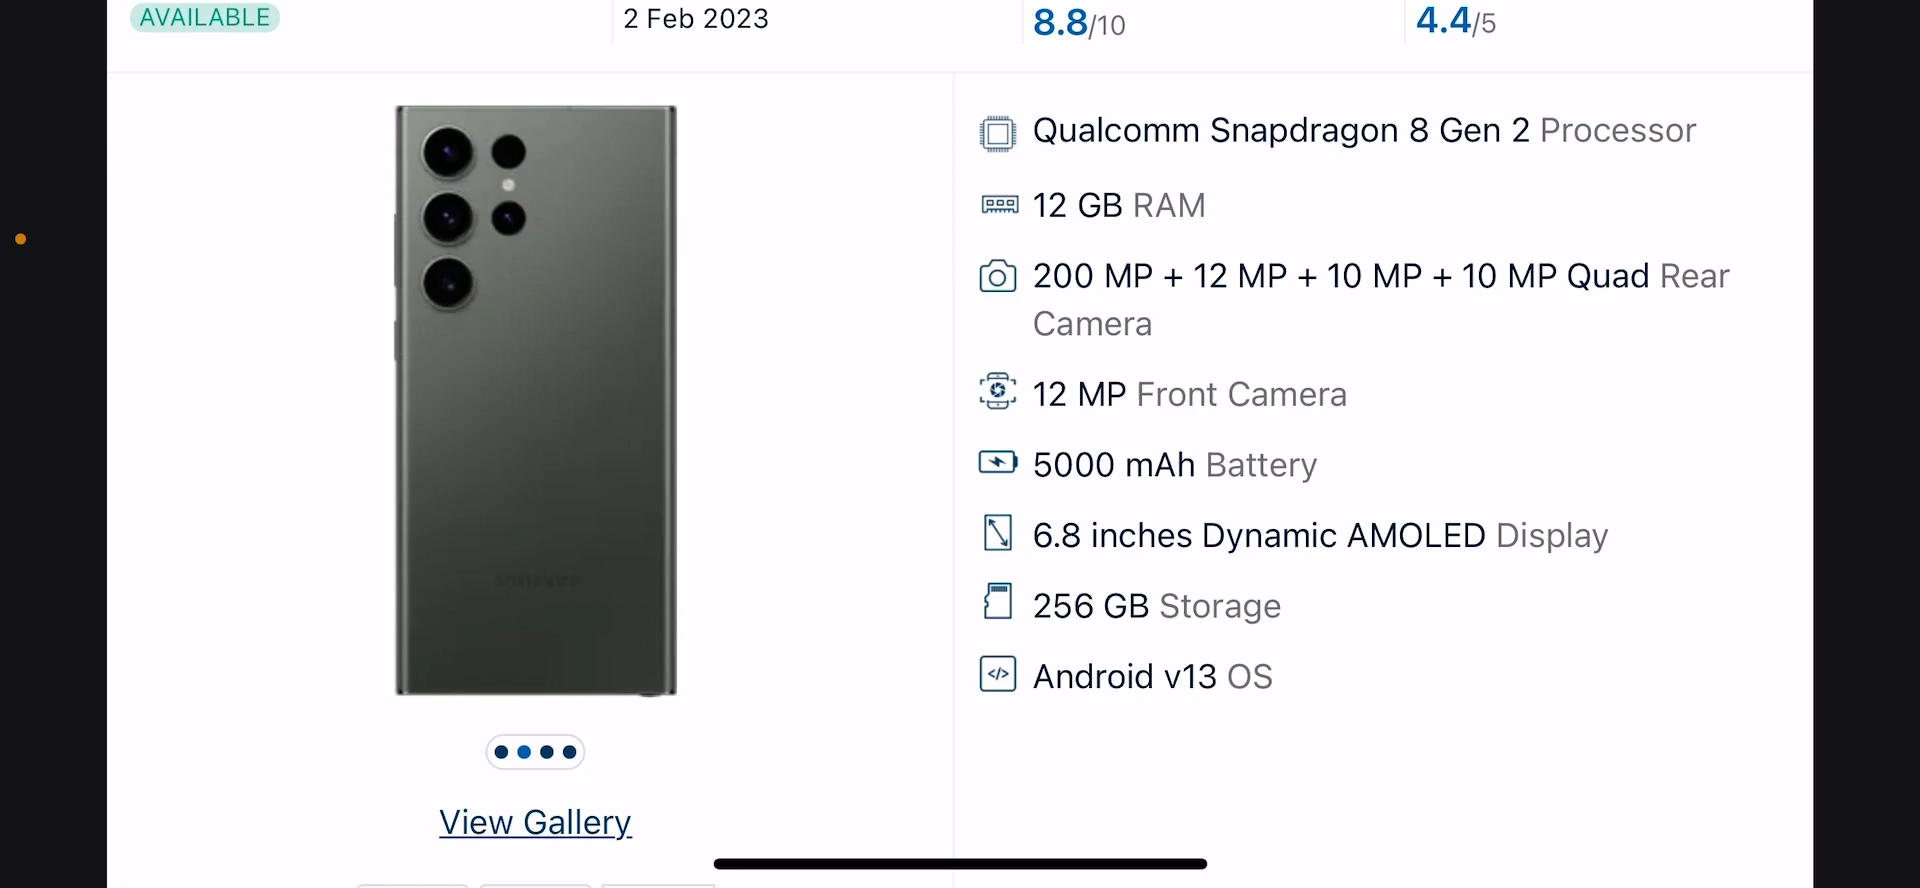 AVAILABLE
2 Feb 2023
8.8/10
4.4/5
Qualcomm Snapdragon 8 Gen 2 Processor
12 GB RAM
200 MP + 12 MP + 10 MP + 10 MP Quad Rear
Camera
12 MP Front Camera
5000 mAh Battery
6.8 inches Dynamic AMOLED Display
256 GB Storage
Android v13 OS
SAMSUNG
View Gallery